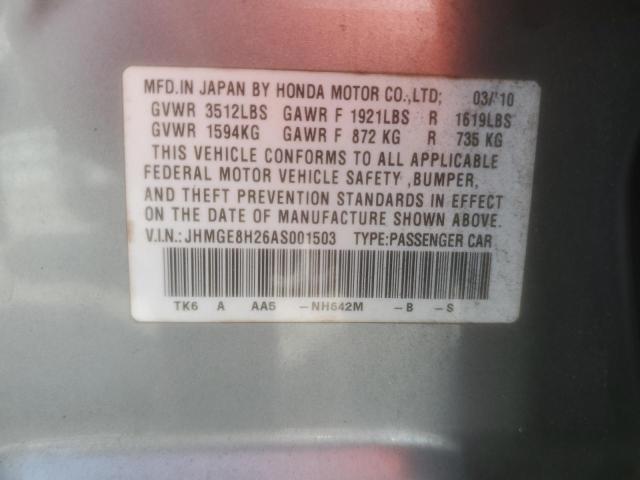 MFD.IN JAPAN BY HONDA MOTOR CO.,LTD; 03/'10
GVWR 3512LBS GAWR F 1921LBS R 1619LBS
GVWR 1594KG GAWR F 872 KG R 735 KG
THIS VEHICLE CONFORMS TO ALL APPLICABLE
FEDERAL MOTOR VEHICLE SAFETY ,BUMPER,
AND THEFT PREVENTION STANDARDS IN EFFECT
ON THE DATE OF MANUFACTURE SHOWN ABOVE.
V.I.N.:JHMGE8H26AS001503 TYPE:PASSENGER CAR
TK6 A AA5 -NH642M -B -S